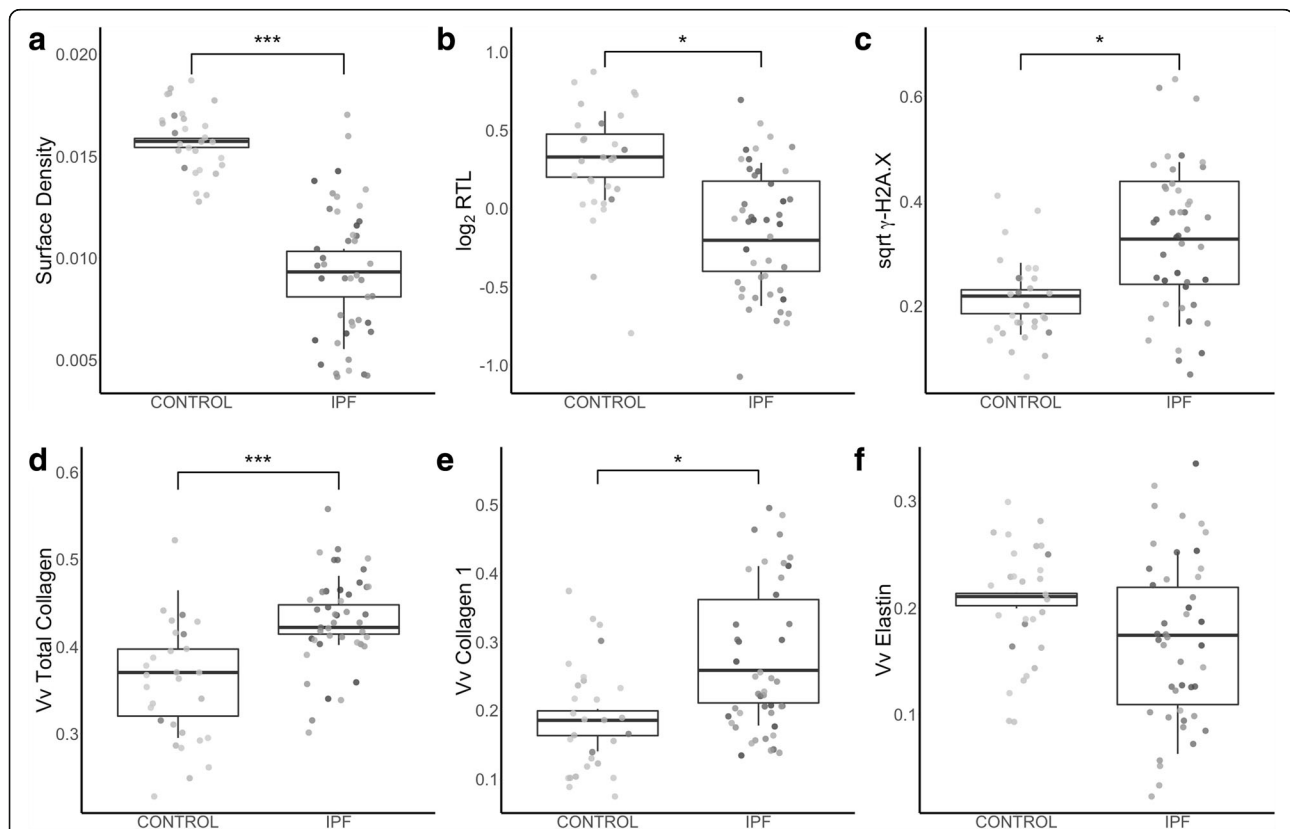 a
***
0.020
0.015
0.010
0.005
Surface Density
CONTROL IPF
b
*
1.0
0.5
0.0
-0.5
-1.0
log2 RTL
CONTROL IPF
c
*
0.6
0.4
0.2
sqrt γ-H2A.X
CONTROL IPF
d
***
0.6
0.5
0.4
0.3
Vv Total Collagen
CONTROL IPF
e
*
0.5
0.4
0.3
0.2
0.1
Vv Collagen 1
CONTROL IPF
f
0.3
0.2
0.1
Vv Elastin
CONTROL IPF